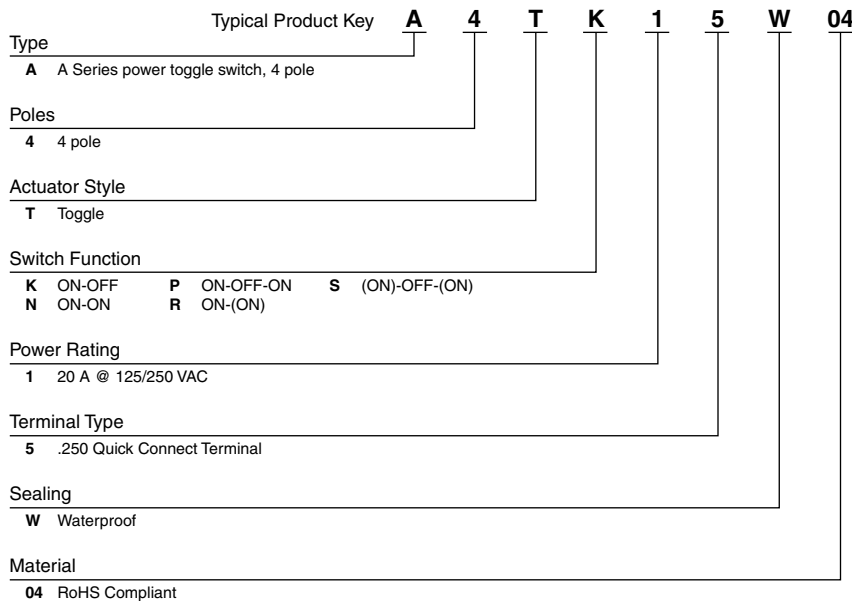 Typical Product Key A 4 T K 1 5 W 04
Type
A A Series power toggle switch, 4 pole
Poles
4 4 pole
Actuator Style
T Toggle
Switch Function
K ON-OFF P ON-OFF-ON S (ON)-OFF-(ON)
N ON-ON R ON-(ON)
Power Rating
1 20 A @ 125/250 VAC
Terminal Type
5 .250 Quick Connect Terminal
Sealing
W Waterproof
Material
04 RoHS Compliant